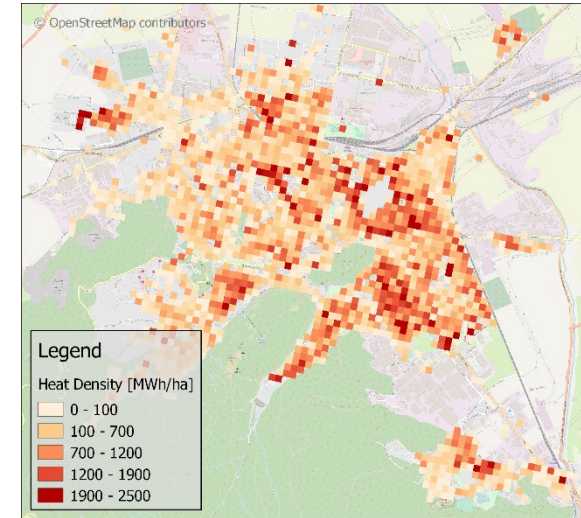 © OpenStreetMap contributors
Legend
Heat Density [MWh/ha]
0 - 100
100 - 700
700 - 1200
1200 - 1900
1900 - 2500